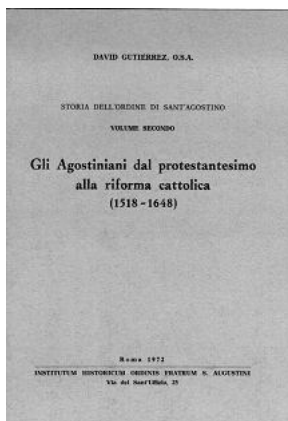 DAVID GUTIERREZ, O.S.A.
STORIA DELL'ORDINE DI SANT'AGOSTINO
VOLUME SECONDO
Gli Agostiniani dal protestantesimo
alla riforma cattolica
(1518-1648)
Roma 1972
INSTITUTUM HISTORICUM ORDINIS FRATRUM S. AUGUSTINI
Via del Sant'Uffizio, 25